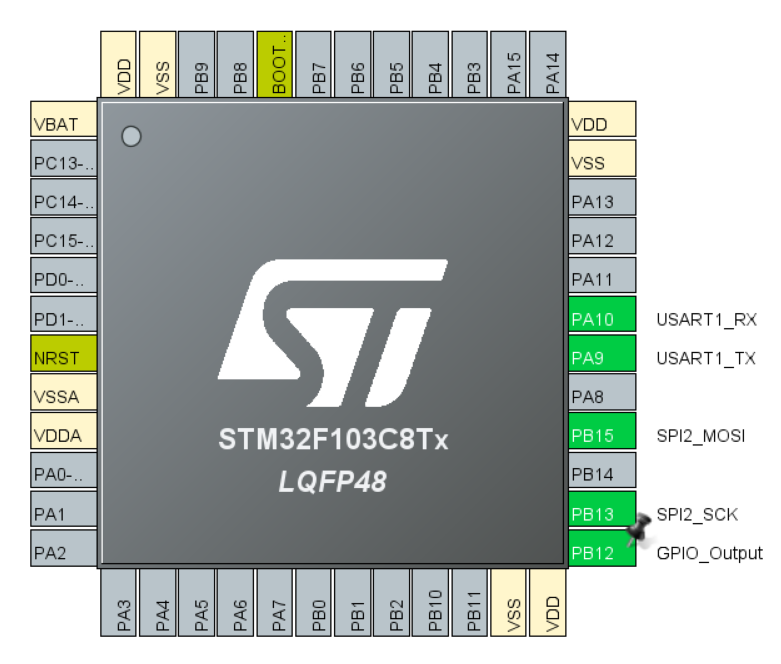 VDD
VSS
PB9
PB8
BOOT..
PB7
PB6
PB5
PB4
PB3
PA15
PA14
VBAT
PC13-..
PC14-..
PC15-..
PD0-..
PD1-..
NRST
VSSA
VDDA
PA0-..
PA1
PA2
ST
STM32F103C8Tx
LQFP48
VDD
VSS
PA13
PA12
PA11
PA10 USART1_RX
PA9 USART1_TX
PA8
PB15 SPI2_MOSI
PB14
PB13 SPI2_SCK
PB12 GPIO_Output
PA3
PA4
PA5
PA6
PA7
PB0
PB1
PB2
PB10
PB11
VSS
VDD